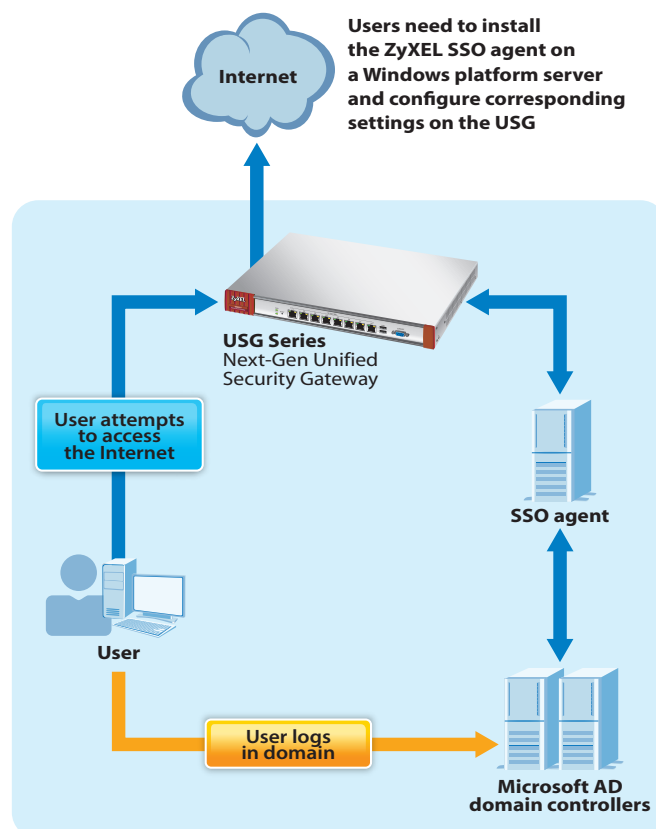 Users need to install
the ZyXEL SSO agent on
a Windows platform server
and configure corresponding
settings on the USG
Internet
USG Series
Next-Gen Unified
Security Gateway
User attempts
to access
the Internet
SSO agent
User
User logs
in domain
Microsoft AD
domain controllers